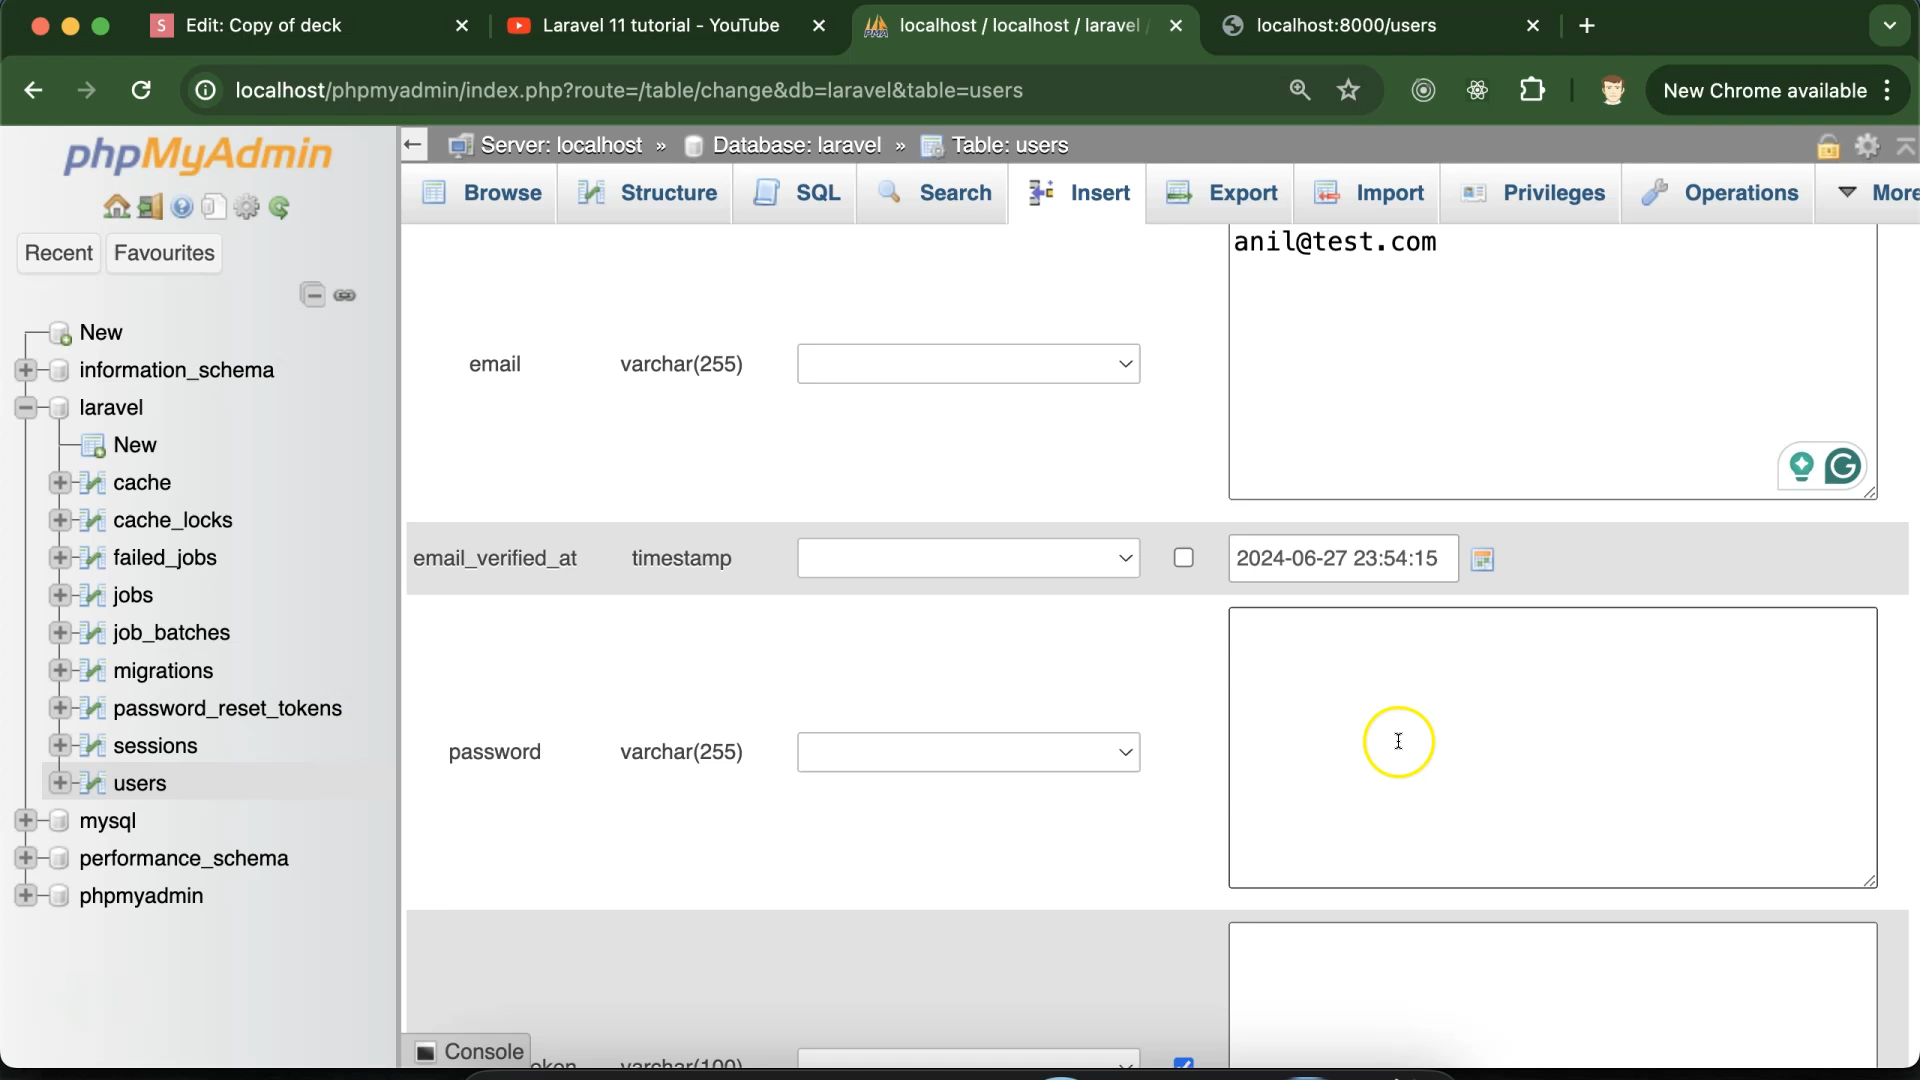 Edit: Copy of deck
Laravel 11 tutorial - YouTube
localhost / localhost / laravel /
localhost:8000/users
localhost/phpmyadmin/index.php?route=/table/change&db=laravel&table=users
New Chrome available
phpMyAdmin
Server: localhost » Database: laravel » Table: users
Browse
Structure
SQL
Search
Insert
Export
Import
Privileges
Operations
More
Recent
Favourites
New
information_schema
laravel
New
cache
cache_locks
failed_jobs
jobs
job_batches
migrations
password_reset_tokens
sessions
users
mysql
performance_schema
phpmyadmin
anil@test.com
email varchar(255)
email_verified_at timestamp 2024-06-27 23:54:15
password varchar(255)
Console
oken varchar(100)